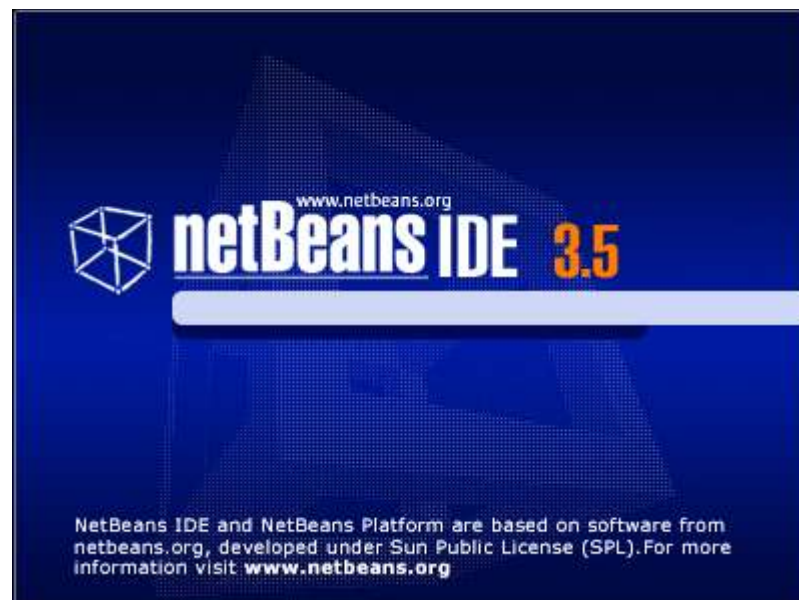 www.netbeans.org
netBeans IDE 3.5
NetBeans IDE and NetBeans Platform are based on software from
netbeans.org, developed under Sun Public License (SPL).For more
information visit www.netbeans.org